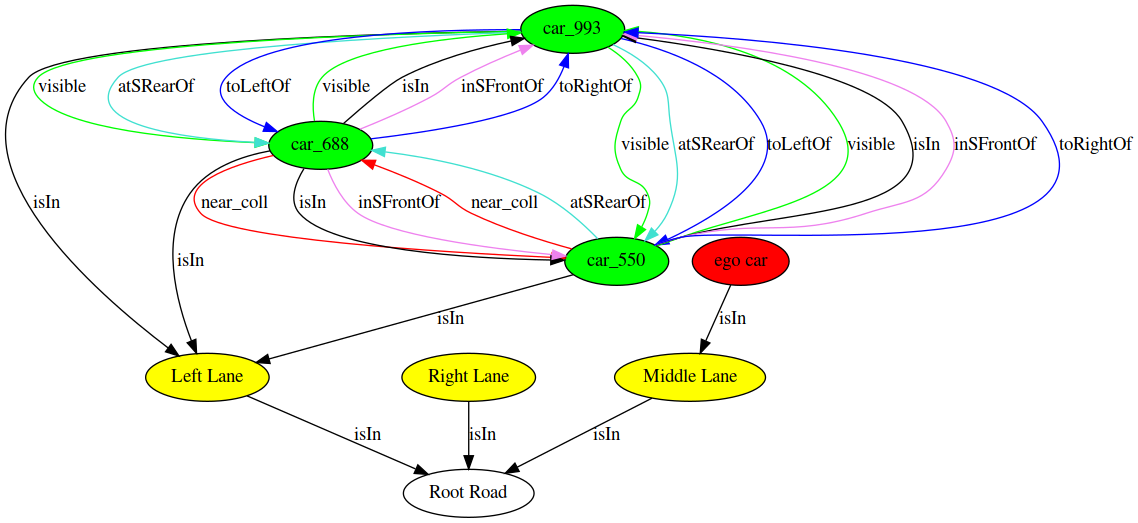 car_993
visible
atSRearOf
toLeftOf
visible
isIn
inSFrontOf
toRightOf
car_688
visible
atSRearOf
toLeftOf
visible
isIn
inSFrontOf
toRightOf
isIn
near_coll
isIn
inSFrontOf
near_coll
atSRearOf
isIn
car_550
ego car
isIn
isIn
Left Lane
Right Lane
Middle Lane
isIn
isIn
isIn
Root Road